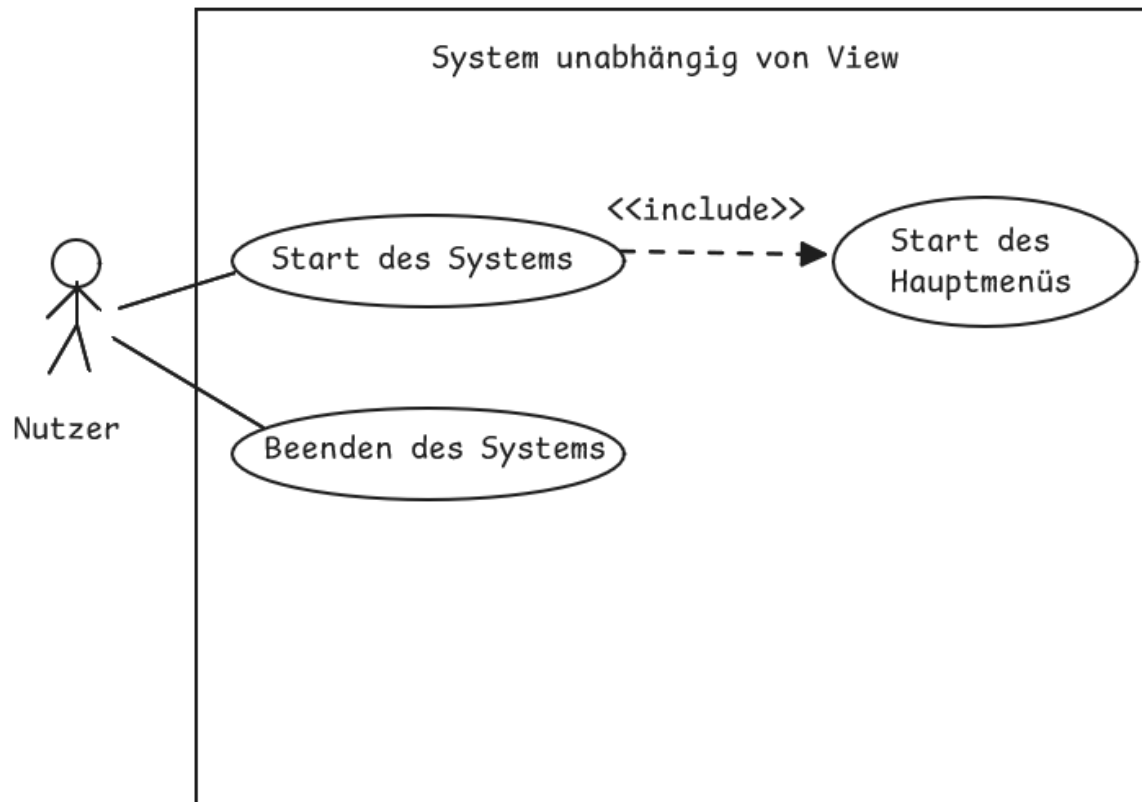 System unabhängig von View
<<include>>
Start des Systems
Start des
Hauptmenüs
Nutzer
Beenden des Systems